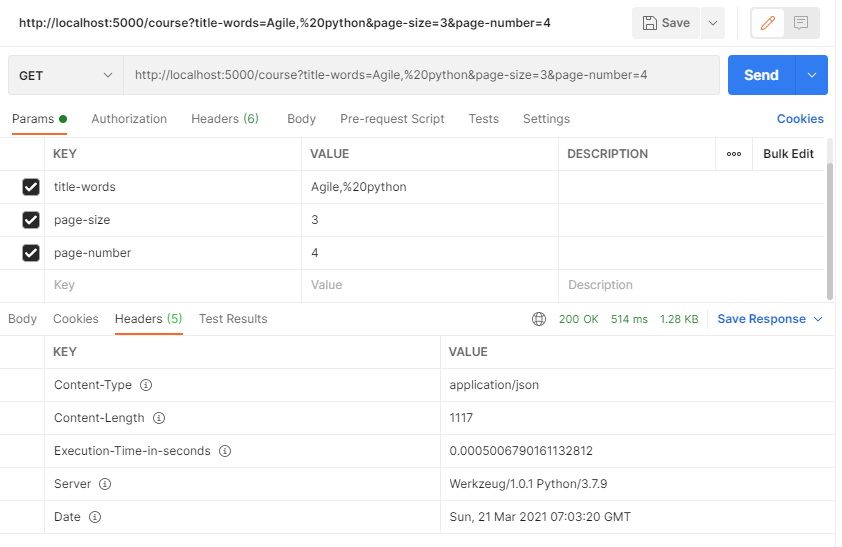 http://localhost:5000/course?title-words=Agile,%20python&page-size=3&page-number=4 Save
GET http://localhost:5000/course?title-words=Agile,%20python&page-size=3&page-number=4 Send
Params Authorization Headers (6) Body Pre-request Script Tests Settings Cookies
KEY VALUE DESCRIPTION ooo Bulk Edit
title-words Agile,%20python
page-size 3
page-number 4
Key Value Description
Body Cookies Headers (5) Test Results 200 OK 514 ms 1.28 KB Save Response
KEY VALUE
Content-Type application/json
Content-Length 1117
Execution-Time-in-seconds 0.0005006790161132812
Server Werkzeug/1.0.1 Python/3.7.9
Date Sun, 21 Mar 2021 07:03:20 GMT